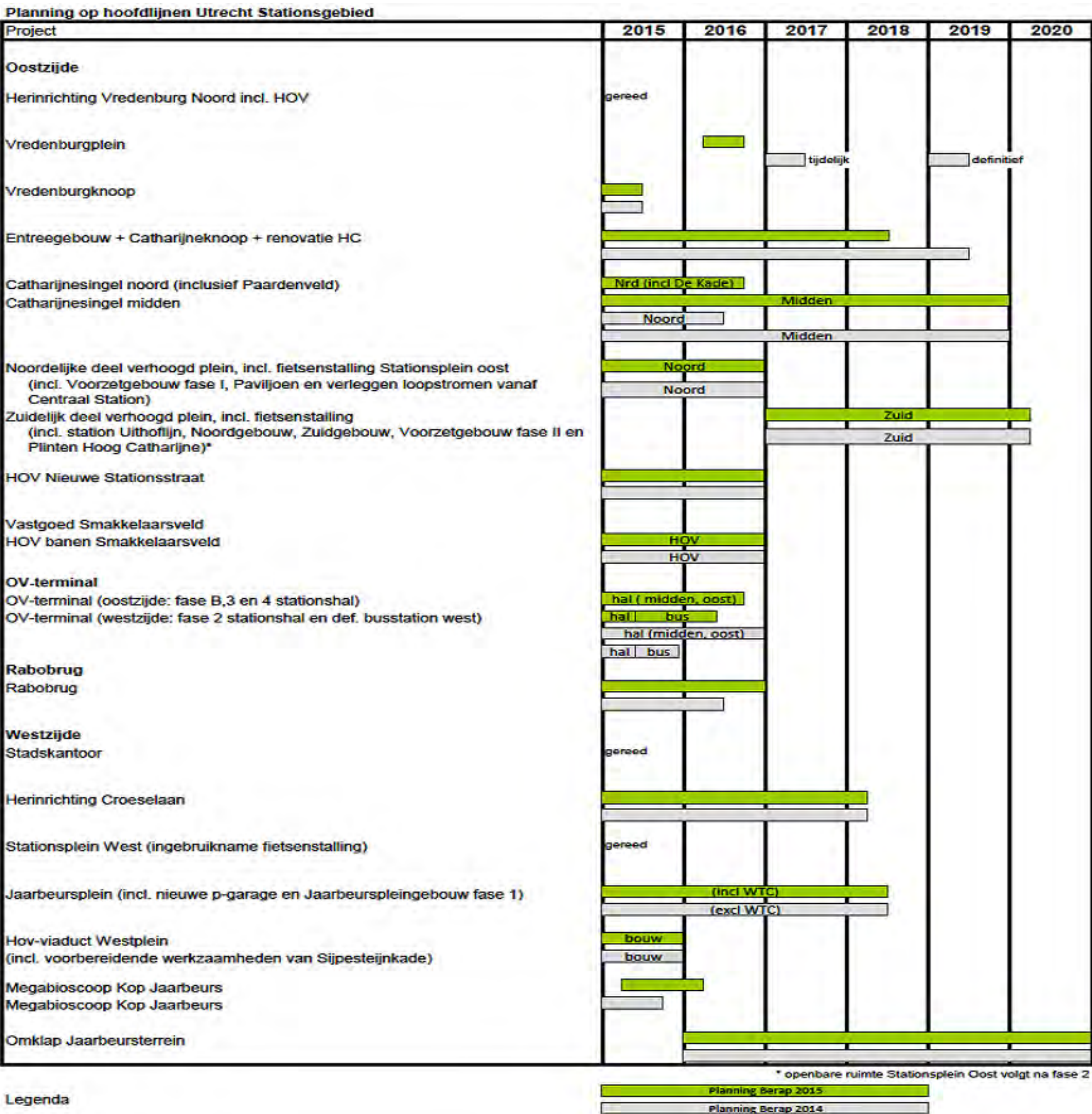 Planning op hoofdlijnen Utrecht Stationsgebied
Project 2015 2016 2017 2018 2019 2020
Oostzijde
Herinrichting Vredenburg Noord incl. HOV gereed
Vredenburgplein
tijdelijk definitief
Vredenburgknoop
Entreegebouw + Catharijneknoop + renovatie HC
Catharijnesingel noord (inclusief Paardenveld) Nrd (incl De Kade)
Catharijnesingel midden Midden
Noord
Midden
Noordelijke deel verhoogd plein, incl. fietsenstalling Stationsplein oost Noord
(incl. Voorzetgebouw fase I, Paviljoen en verleggen loopstromen vanaf Noord
Centraal Station)
Zuidelijk deel verhoogd plein, incl. fietsenstalling Zuid
(incl. station Uithoflijn, Noordgebouw, Zuidgebouw, Voorzetgebouw fase II en Zuid
Plinten Hoog Catharijne)*
HOV Nieuwe Stationsstraat
Vastgoed Smakkelaarsveld
HOV banen Smakkelaarsveld HOV
HOV
OV-terminal
OV-terminal (oostzijde: fase B,3 en 4 stationshal) hal ( midden, oost)
OV-terminal (westzijde: fase 2 stationshal en def. busstation west) hal bus
hal (midden, oost)
hal bus
Rabobrug
Rabobrug
Westzijde
Stadskantoor gereed
Herinrichting Croeselaan
Stationsplein West (ingebruikname fietsenstalling) gereed
Jaarbeursplein (incl. nieuwe p-garage en Jaarbeurspleingebouw fase 1) (incl WTC)
(excl WTC)
Hov-viaduct Westplein bouw
(incl. voorbereidende werkzaamheden van Sijpesteijnkade) bouw
Megabioscoop Kop Jaarbeurs
Megabioscoop Kop Jaarbeurs
Omklap Jaarbeursterrein
* openbare ruimte Stationsplein Oost volgt na fase 2
Legenda Planning Berap 2015
Planning Berap 2014